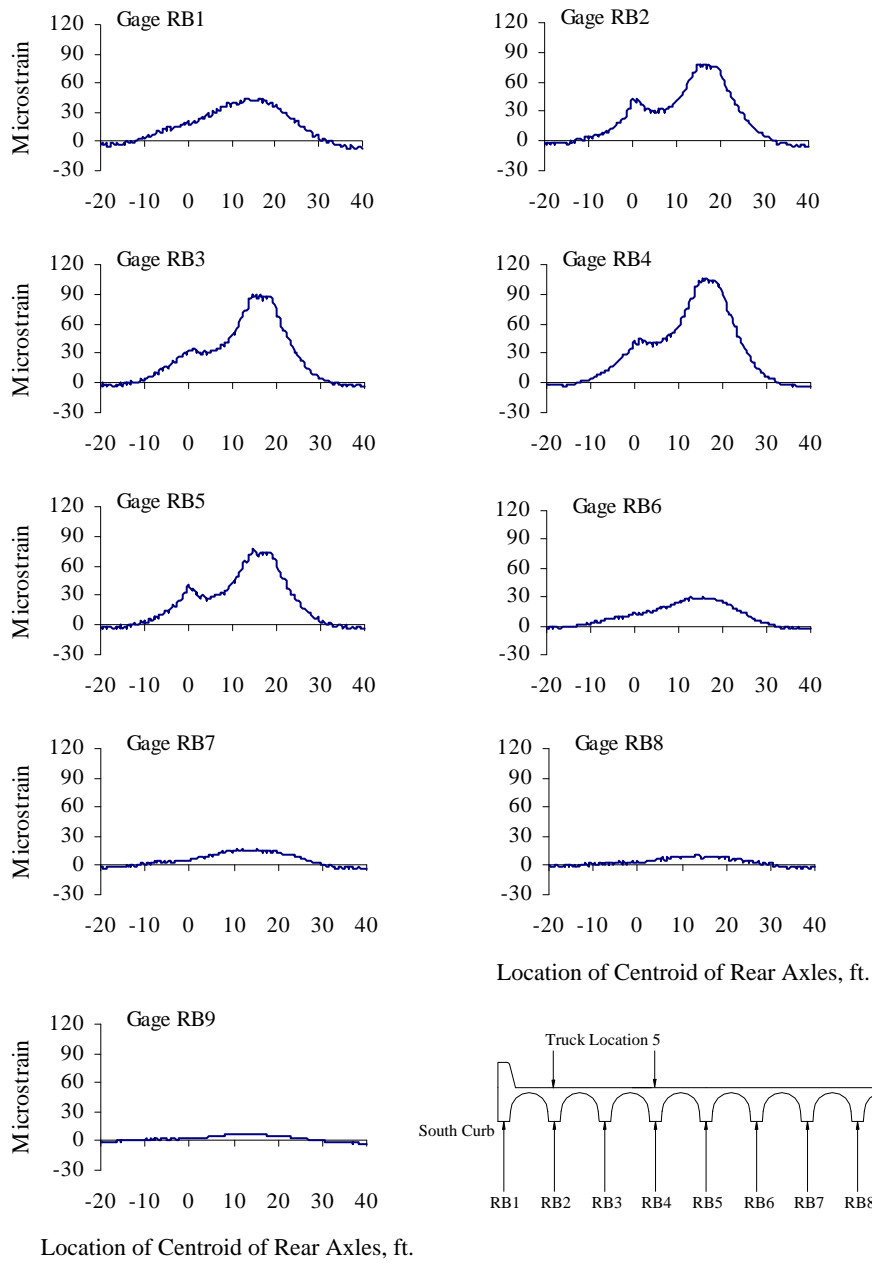 Gage RB1
120
90
60
30
0
-30
-20 -10 0 10 20 30 40
Microstrain
Gage RB2
120
90
60
30
0
-30
-20 -10 0 10 20 30 40
Gage RB3
120
90
60
30
0
-30
-20 -10 0 10 20 30 40
Microstrain
Gage RB4
120
90
60
30
0
-30
-20 -10 0 10 20 30 40
Gage RB5
120
90
60
30
0
-30
-20 -10 0 10 20 30 40
Microstrain
Gage RB6
120
90
60
30
0
-30
-20 -10 0 10 20 30 40
Gage RB7
120
90
60
30
0
-30
-20 -10 0 10 20 30 40
Microstrain
Gage RB8
120
90
60
30
0
-30
-20 -10 0 10 20 30 40
Location of Centroid of Rear Axles, ft.
Gage RB9
120
90
60
30
0
-30
-20 -10 0 10 20 30 40
Microstrain
Location of Centroid of Rear Axles, ft.
Truck Location 5
South Curb
RB1 RB2 RB3 RB4 RB5 RB6 RB7 RB8